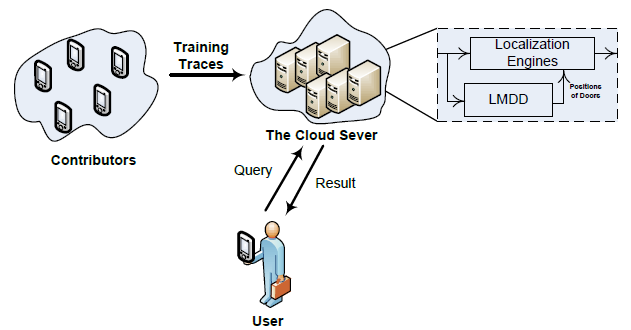 Training
Traces
Contributors
The Cloud Sever
Localization
Engines
LMDD
Positions
of Doors
Query
Result
User